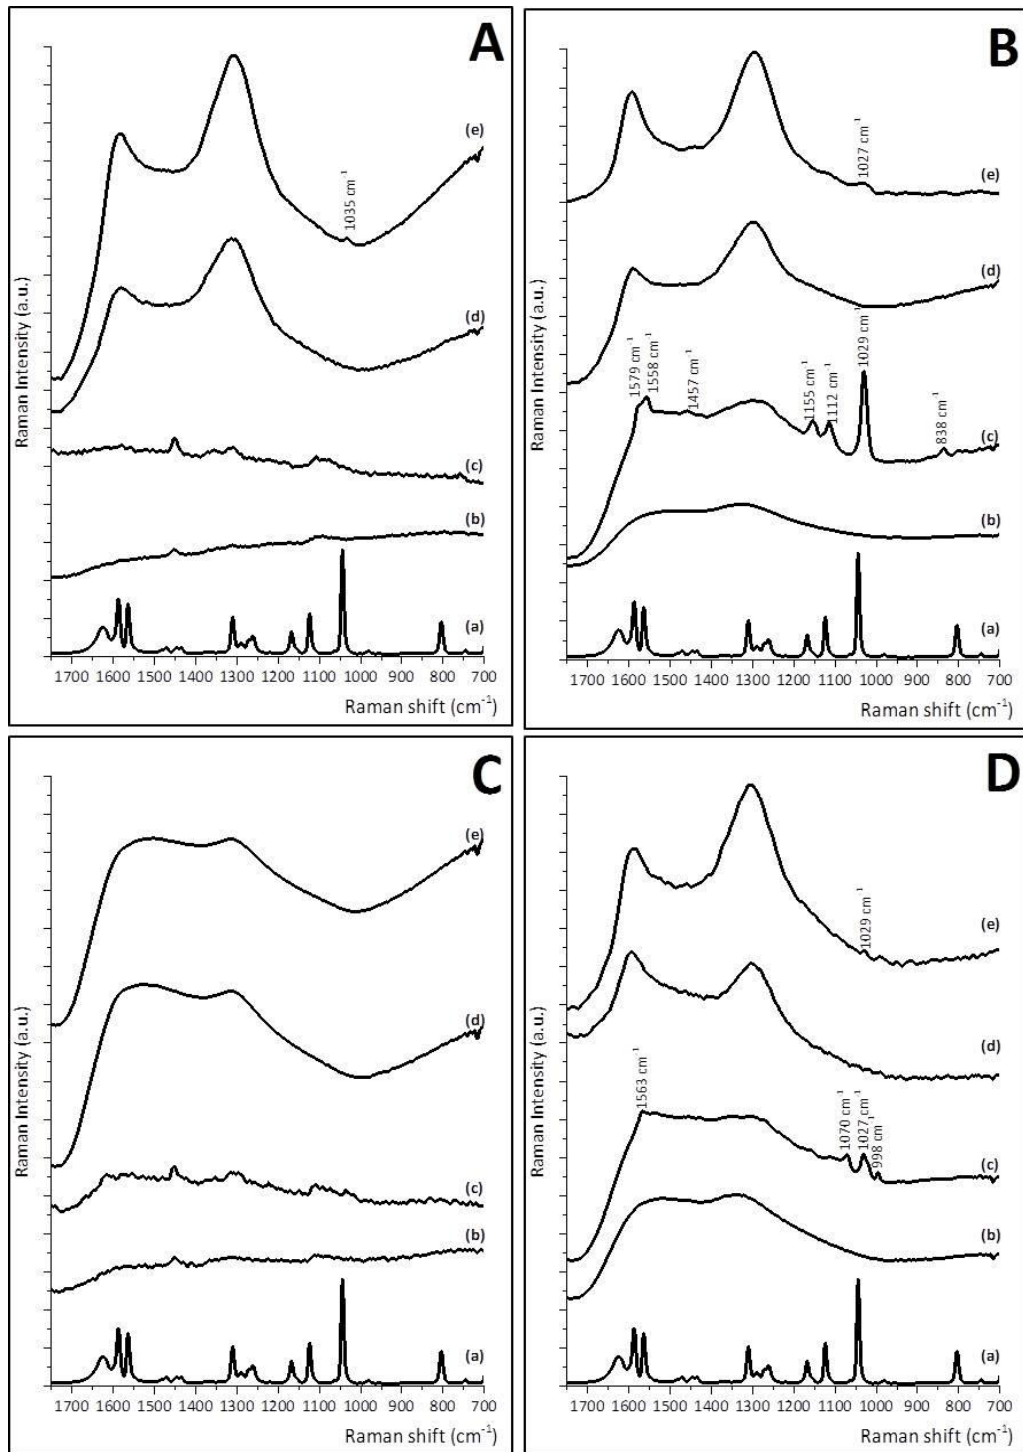 A
(e)
1035 cm⁻¹
(d)
(c)
(b)
(a)
Raman Intensity (a.u.)
1700 1600 1500 1400 1300 1200 1100 1000 900 800 700
Raman shift (cm⁻¹)
B
(e)
1027 cm⁻¹
(d)
1579 cm⁻¹
1558 cm⁻¹
1457 cm⁻¹
1155 cm⁻¹
1112 cm⁻¹
1029 cm⁻¹
838 cm⁻¹
(c)
(b)
(a)
Raman Intensity (a.u.)
1700 1600 1500 1400 1300 1200 1100 1000 900 800 700
Raman shift (cm⁻¹)
C
(e)
(d)
(c)
(b)
(a)
Raman Intensity (a.u.)
1700 1600 1500 1400 1300 1200 1100 1000 900 800 700
Raman shift (cm⁻¹)
D
(e)
1029 cm⁻¹
(d)
1563 cm⁻¹
1070 cm⁻¹
1027 cm⁻¹
998 cm⁻¹
(c)
(b)
(a)
Raman Intensity (a.u.)
1700 1600 1500 1400 1300 1200 1100 1000 900 800 700
Raman shift (cm⁻¹)